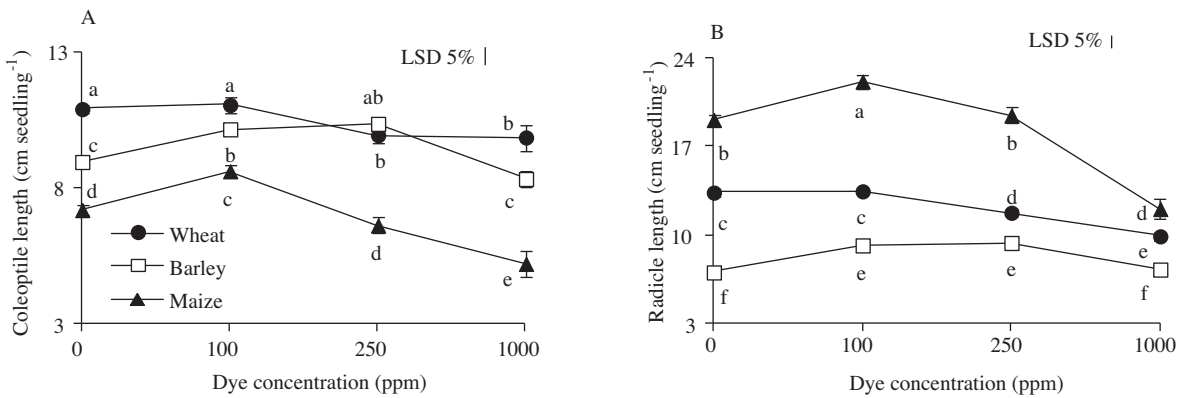 A
LSD 5%
Coleoptile length (cm seedling-1)
13
8
3
a
a
ab
b
c
b
b
d
c
c
d
e
Wheat
Barley
Maize
0 100 250 1000
Dye concentration (ppm)
B
LSD 5%
Radicle length (cm seedling-1)
24
17
10
3
b
a
b
d
c
c
d
e
f
e
e
f
0 100 250 1000
Dye concentration (ppm)